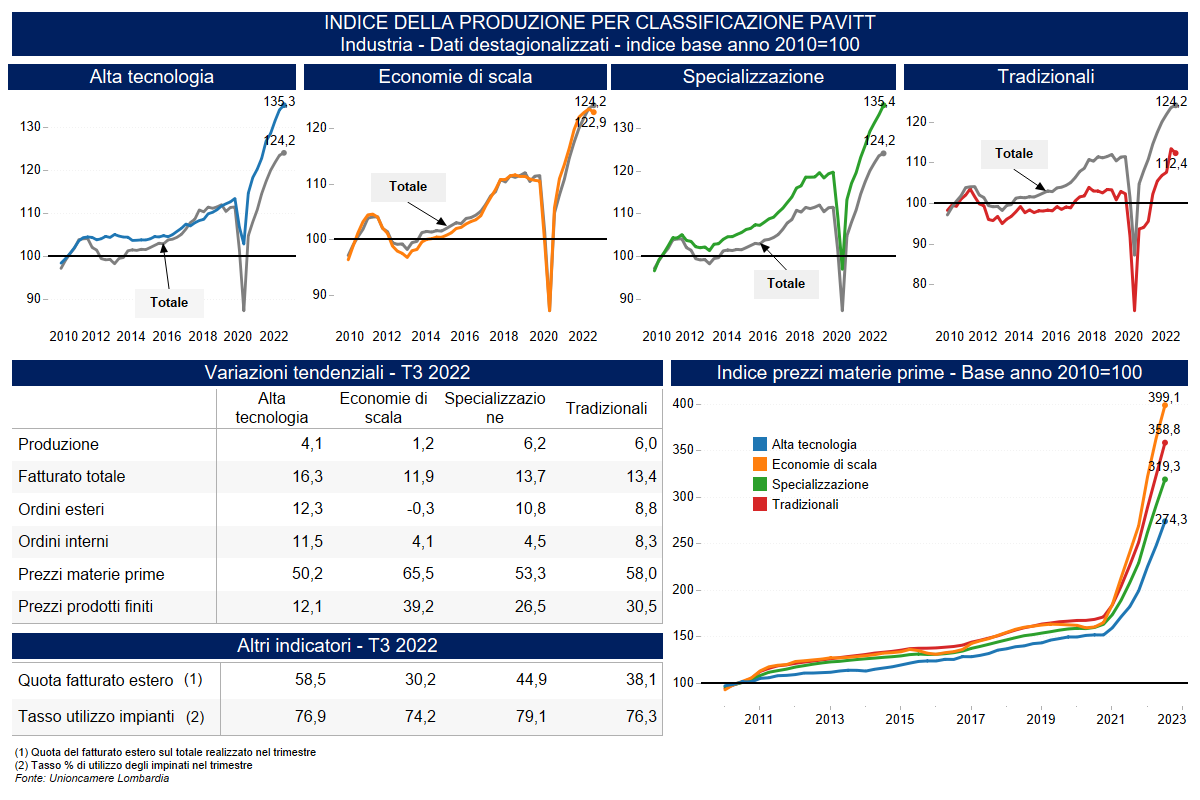 INDICE DELLA PRODUZIONE PER CLASSIFICAZIONE PAVITT
Industria - Dati destagionalizzati - indice base anno 2010=100
Alta tecnologia
135,3
124,2
130
120
110
100
90
Totale
2010 2012 2014 2016 2018 2020 2022
Economie di scala
124,2
122,9
120
110
100
90
Totale
2010 2012 2014 2016 2018 2020 2022
Specializzazione
135,4
124,2
130
120
110
100
90
Totale
2010 2012 2014 2016 2018 2020 2022
Tradizionali
124,2
112,4
120
110
100
90
80
Totale
2010 2012 2014 2016 2018 2020 2022
Variazioni tendenziali - T3 2022
Alta tecnologia Economie di scala Specializzazio ne Tradizionali
Produzione 4,1 1,2 6,2 6,0
Fatturato totale 16,3 11,9 13,7 13,4
Ordini esteri 12,3 -0,3 10,8 8,8
Ordini interni 11,5 4,1 4,5 8,3
Prezzi materie prime 50,2 65,5 53,3 58,0
Prezzi prodotti finiti 12,1 39,2 26,5 30,5
Altri indicatori - T3 2022
Quota fatturato estero (1) 58,5 30,2 44,9 38,1
Tasso utilizzo impianti (2) 76,9 74,2 79,1 76,3
Indice prezzi materie prime - Base anno 2010=100
400
350
300
250
200
150
100
399,1
358,8
319,3
274,3
Alta tecnologia
Economie di scala
Specializzazione
Tradizionali
2011 2013 2015 2017 2019 2021 2023
(1) Quota del fatturato estero sul totale realizzato nel trimestre
(2) Tasso % di utilizzo degli impinati nel trimestre
Fonte: Unioncamere Lombardia